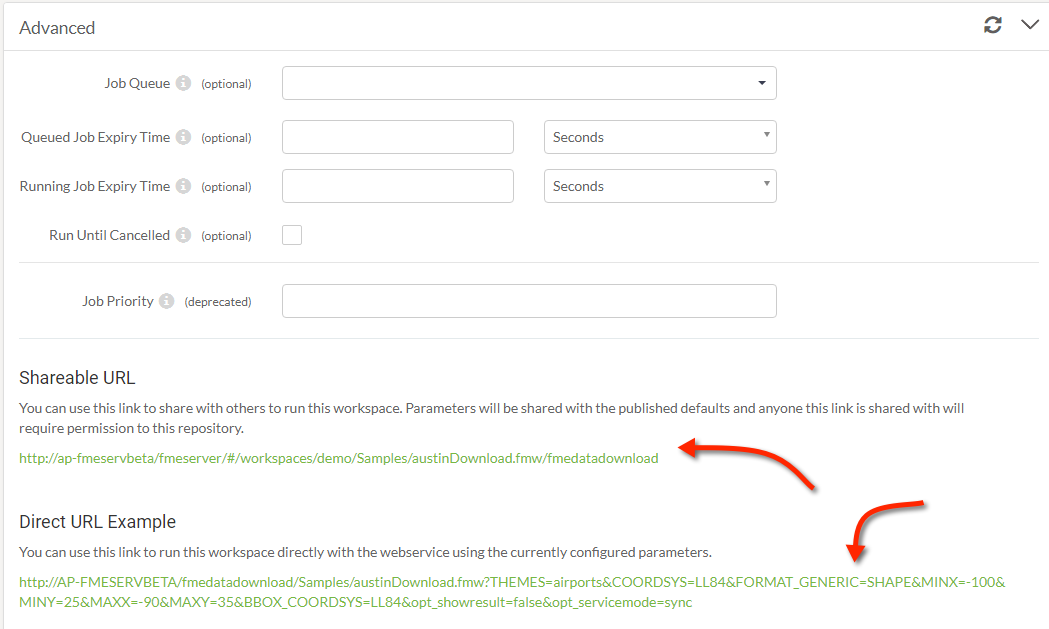 Advanced
Job Queue (optional)
Queued Job Expiry Time (optional) Seconds
Running Job Expiry Time (optional) Seconds
Run Until Cancelled (optional)
Job Priority (deprecated)
Shareable URL
You can use this link to share with others to run this workspace. Parameters will be shared with the published defaults and anyone this link is shared with will
require permission to this repository.
http://ap-fmeservbeta/fmeserver/#/workspaces/demo/Samples/austinDownload.fmw/fmedatadownload
Direct URL Example
You can use this link to run this workspace directly with the webservice using the currently configured parameters.
http://AP-FMESERVBETA/fmedatadownload/Samples/austinDownload.fmw?THEMES=airports&COORDSYS=LL84&FORMAT_GENERIC=SHAPE&MINX=-100&
MINY=25&MAXX=-90&MAXY=35&BBOX_COORDSYS=LL84&opt_showresult=false&opt_servicemode=sync